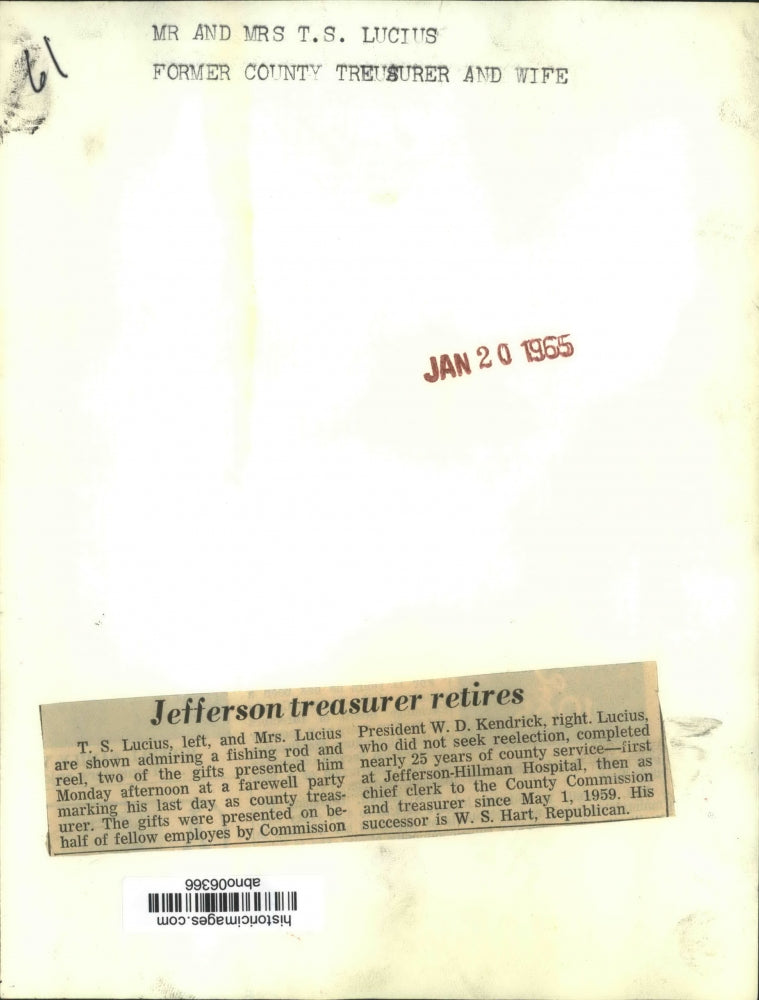 MR AND MRS T.S. LUCIUS
FORMER COUNTY TREUSURER AND WIFE
19
JAN 20 1965
Jefferson treasurer retires
T. S. Lucius, left, and Mrs. Lucius
are shown admiring a fishing rod and
reel, two of the gifts presented him
Monday afternoon at a farewell party
marking his last day as county treas-
urer. The gifts were presented on be-
half of fellow employes by Commission
President W. D. Kendrick, right. Lucius,
who did not seek reelection, completed
nearly 25 years of county service—first
at Jefferson-Hillman Hospital, then as
chief clerk to the County Commission
and treasurer since May 1, 1959. His
successor is W. S. Hart, Republican.
historicimages.com
abno06366